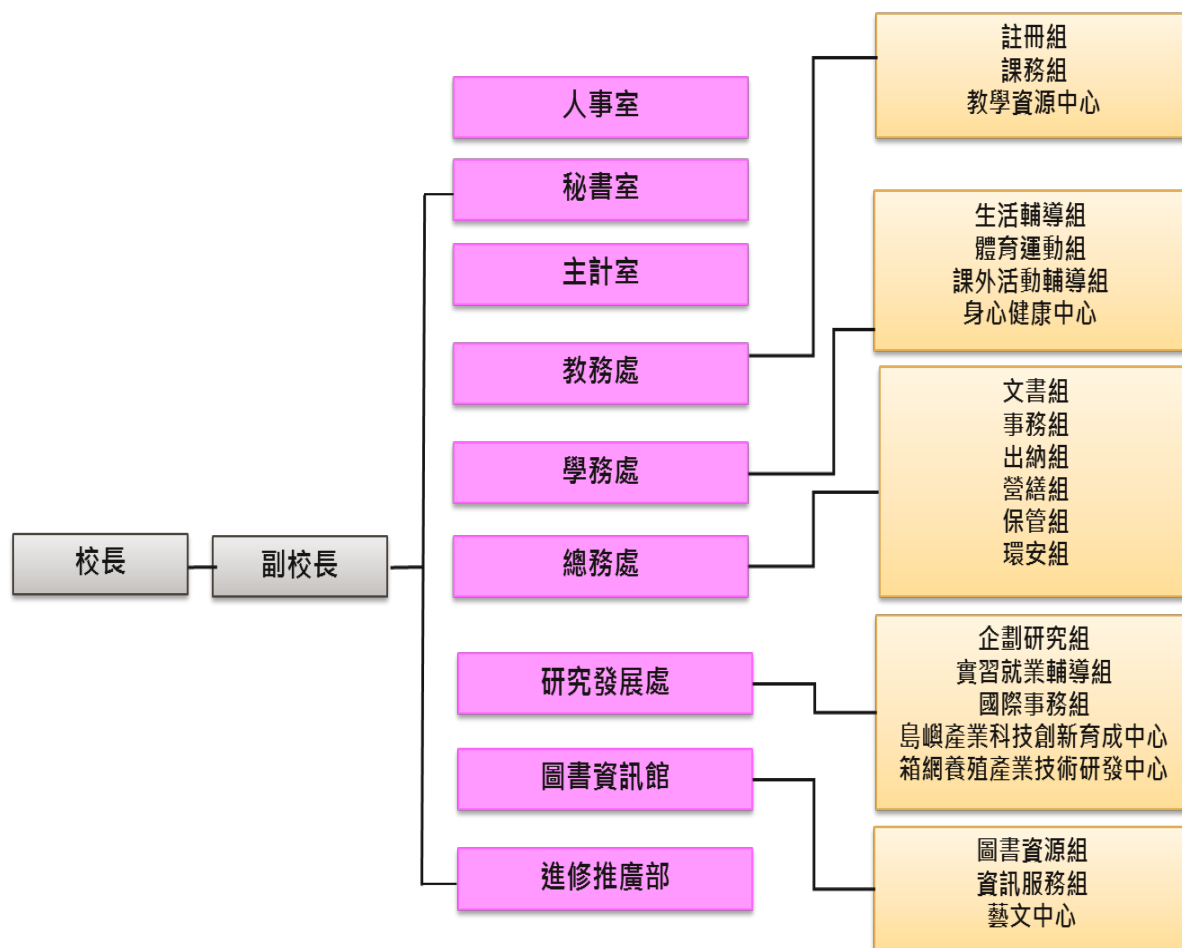 校長
副校長
人事室
秘書室
主計室
教務處
學務處
總務處
研究發展處
圖書資訊館
進修推廣部
註冊組
課務組
教學資源中心
生活輔導組
體育運動組
課外活動輔導組
身心健康中心
文書組
事務組
出納組
營繕組
保管組
環安組
企劃研究組
實習就業輔導組
國際事務組
島嶼產業科技創新育成中心
箱網養殖產業技術研發中心
圖書資源組
資訊服務組
藝文中心